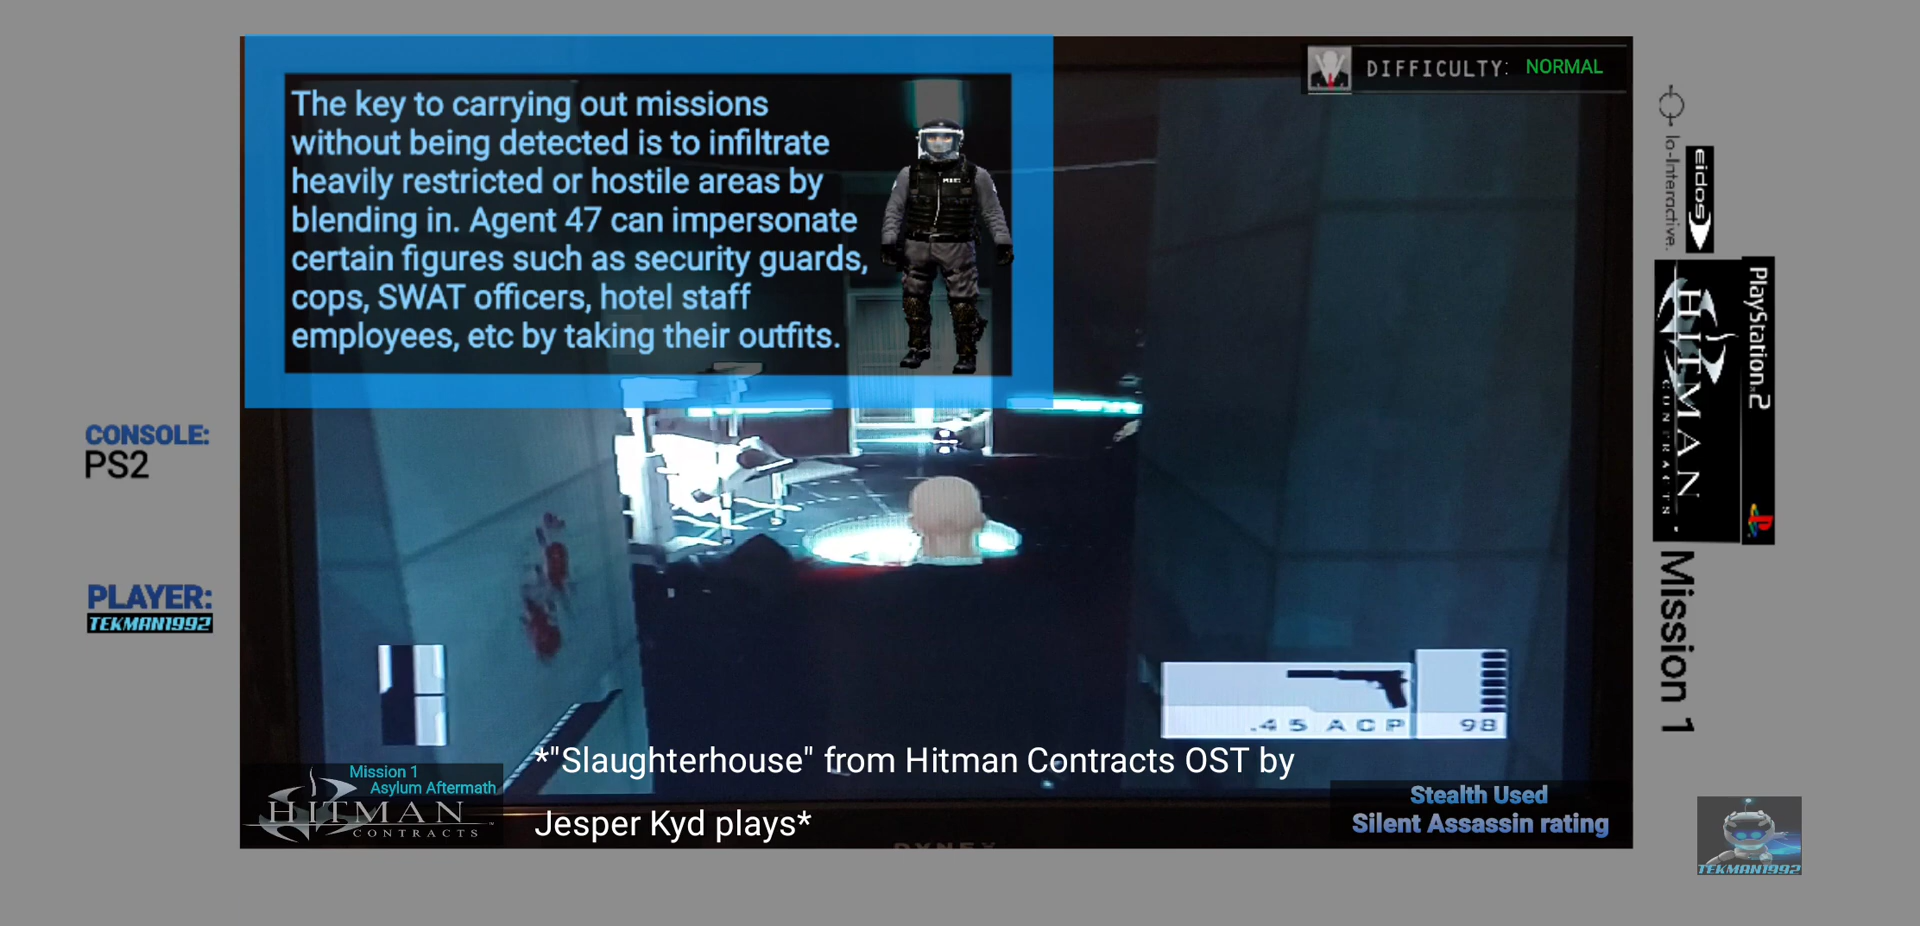 The key to carrying out missions
without being detected is to infiltrate
heavily restricted or hostile areas by
blending in. Agent 47 can impersonate
certain figures such as security guards,
cops, SWAT officers, hotel staff
employees, etc by taking their outfits.
POLICE
DIFFICULTY: NORMAL
CONSOLE:
PS2
PLAYER:
TEKMAN1992
.45 ACP 98
*"Slaughterhouse" from Hitman Contracts OST by
Jesper Kyd plays*
Mission 1
Asylum Aftermath
HITMAN
CONTRACTS
Stealth Used
Silent Assassin rating
DYNEX
Io-Interactive.
eidos
PlayStation 2
HITMAN
CONTRACTS
Mission 1
TEKMAN1992